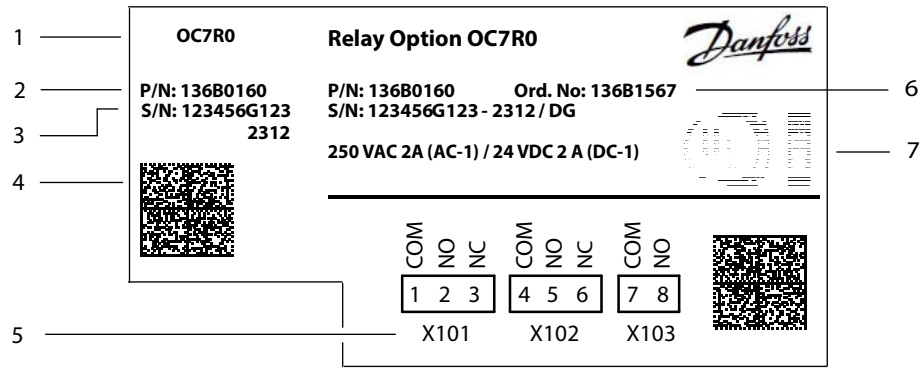 1
OC7R0
Relay Option OC7R0
Danfoss
2
P/N: 136B0160
P/N: 136B0160 Ord. No: 136B1567
6
3
S/N: 123456G123
2312
S/N: 123456G123 - 2312 / DG
250 VAC 2A (AC-1) / 24 VDC 2 A (DC-1)
7
4
COM NO NC COM NO NC COM NO
1 2 3 4 5 6 7 8
5
X101 X102 X103